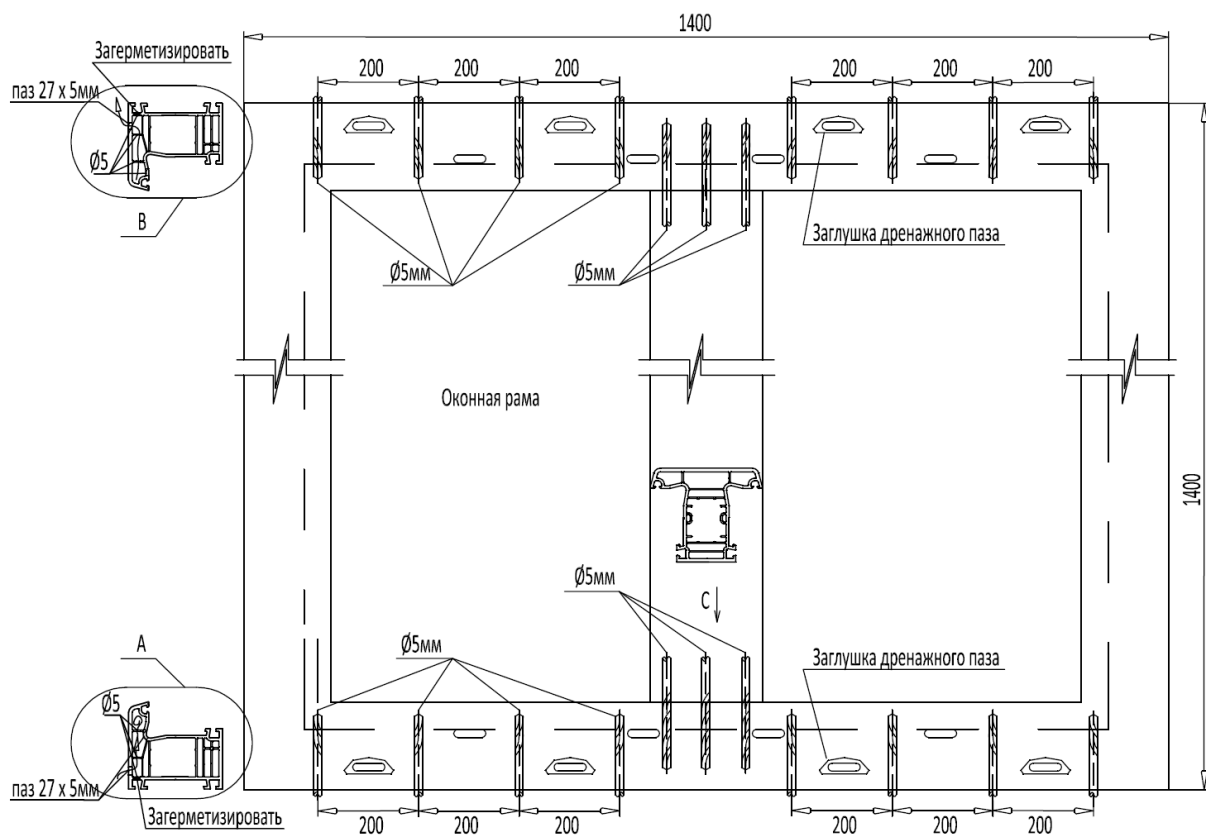 1400
Загерметизировать
200
200
200
200
200
200
паз 27 x 5мм
Ø5
В
Заглушка дренажного паза
Ø5мм
Ø5мм
Оконная рама
1400
Ø5мм
С
А
Ø5мм
Заглушка дренажного паза
Ø5
паз 27 x 5мм
Загерметизировать
200
200
200
200
200
200